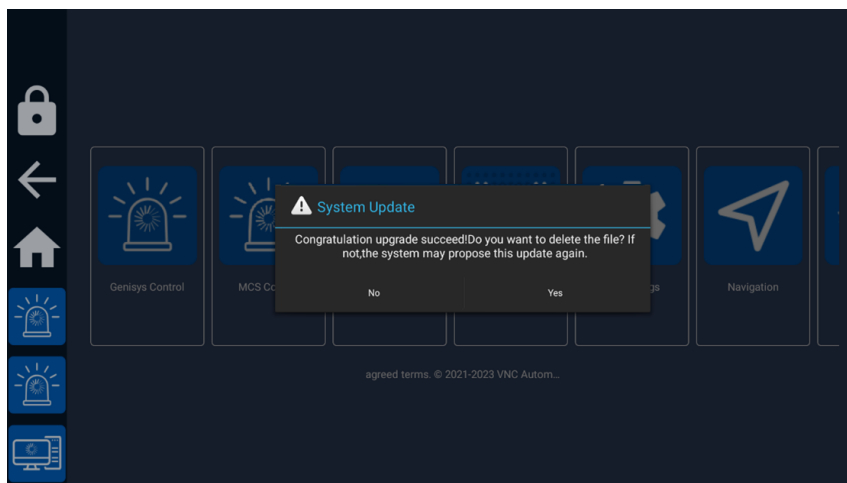 System Update
Congratulation upgrade succeed!Do you want to delete the file? If
not,the system may propose this update again.
No
Yes
Genisys Control
MCS Co
gs
Navigation
agreed terms. © 2021-2023 VNC Autom...